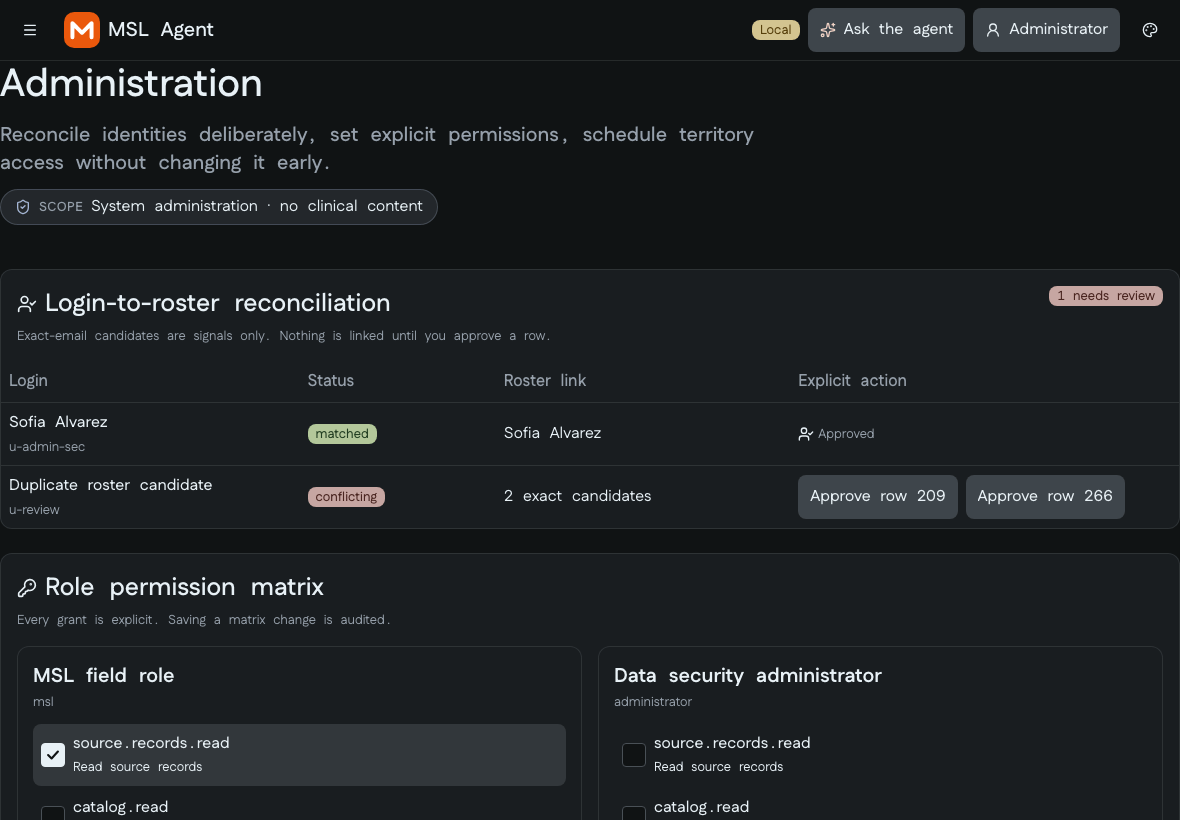 MSL Agent
Local
Ask the agent
Administrator
Administration
Reconcile identities deliberately, set explicit permissions, schedule territory
access without changing it early.
SCOPE System administration · no clinical content
Login-to-roster reconciliation
1 needs review
Exact-email candidates are signals only. Nothing is linked until you approve a row.
Login Status Roster link Explicit action
Sofia Alvarez
u-admin-sec
matched
Sofia Alvarez
Approved
Duplicate roster candidate
u-review
conflicting
2 exact candidates
Approve row 209
Approve row 266
Role permission matrix
Every grant is explicit. Saving a matrix change is audited.
MSL field role
msl
source.records.read
Read source records
catalog.read
Data security administrator
administrator
source.records.read
Read source records
catalog.read